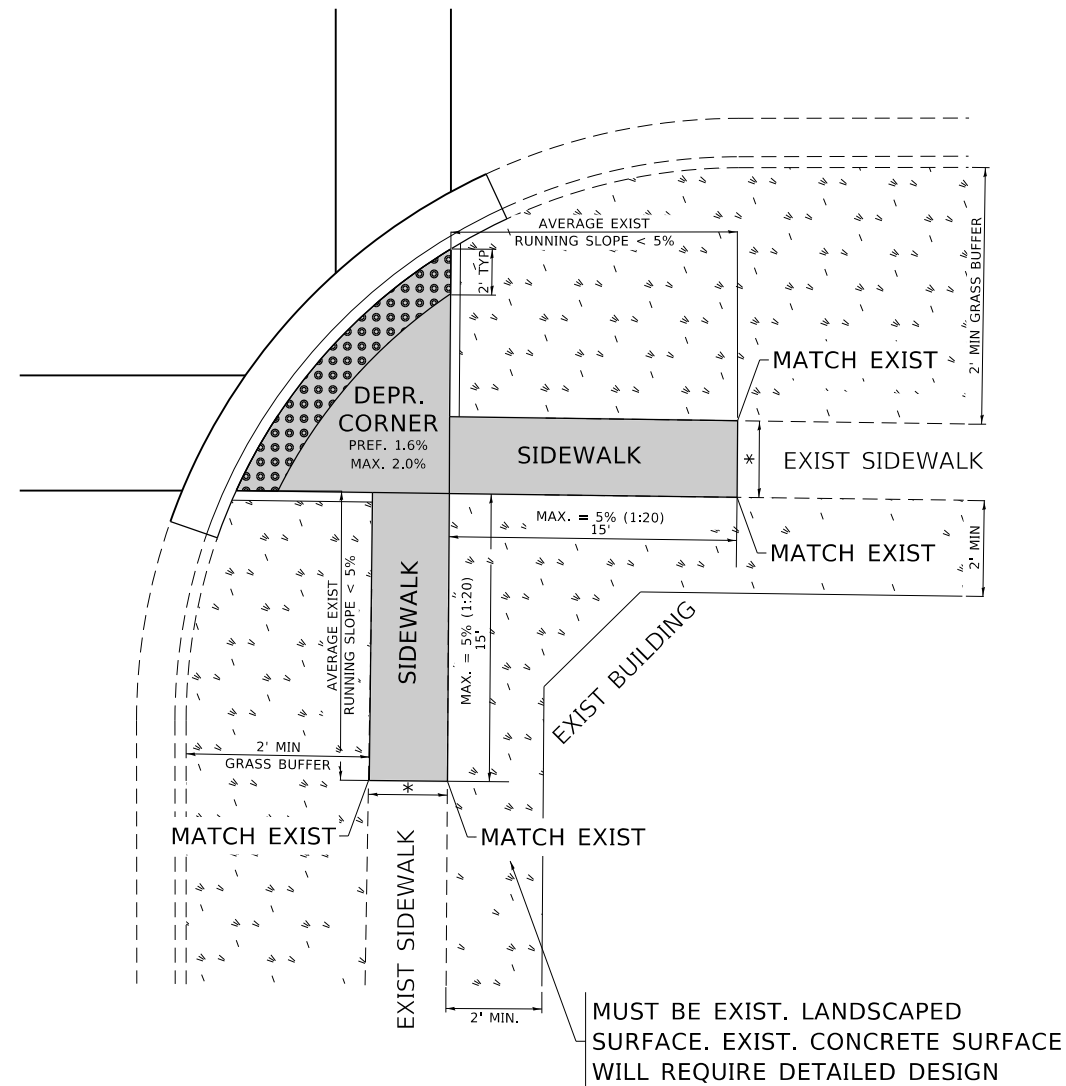 AVERAGE EXIST
RUNNING SLOPE < 5%
2' TYP
2' MIN GRASS BUFFER
MATCH EXIST
DEPR.
CORNER
PREF. 1.6%
MAX. 2.0%
SIDEWALK
*
EXIST SIDEWALK
MAX. = 5% (1:20)
15'
MATCH EXIST
2' MIN
AVERAGE EXIST
RUNNING SLOPE < 5%
SIDEWALK
MAX. = 5% (1:20)
15'
EXIST BUILDING
2' MIN
GRASS BUFFER
*
MATCH EXIST
MATCH EXIST
EXIST SIDEWALK
2' MIN.
MUST BE EXIST. LANDSCAPED
SURFACE. EXIST. CONCRETE SURFACE
WILL REQUIRE DETAILED DESIGN